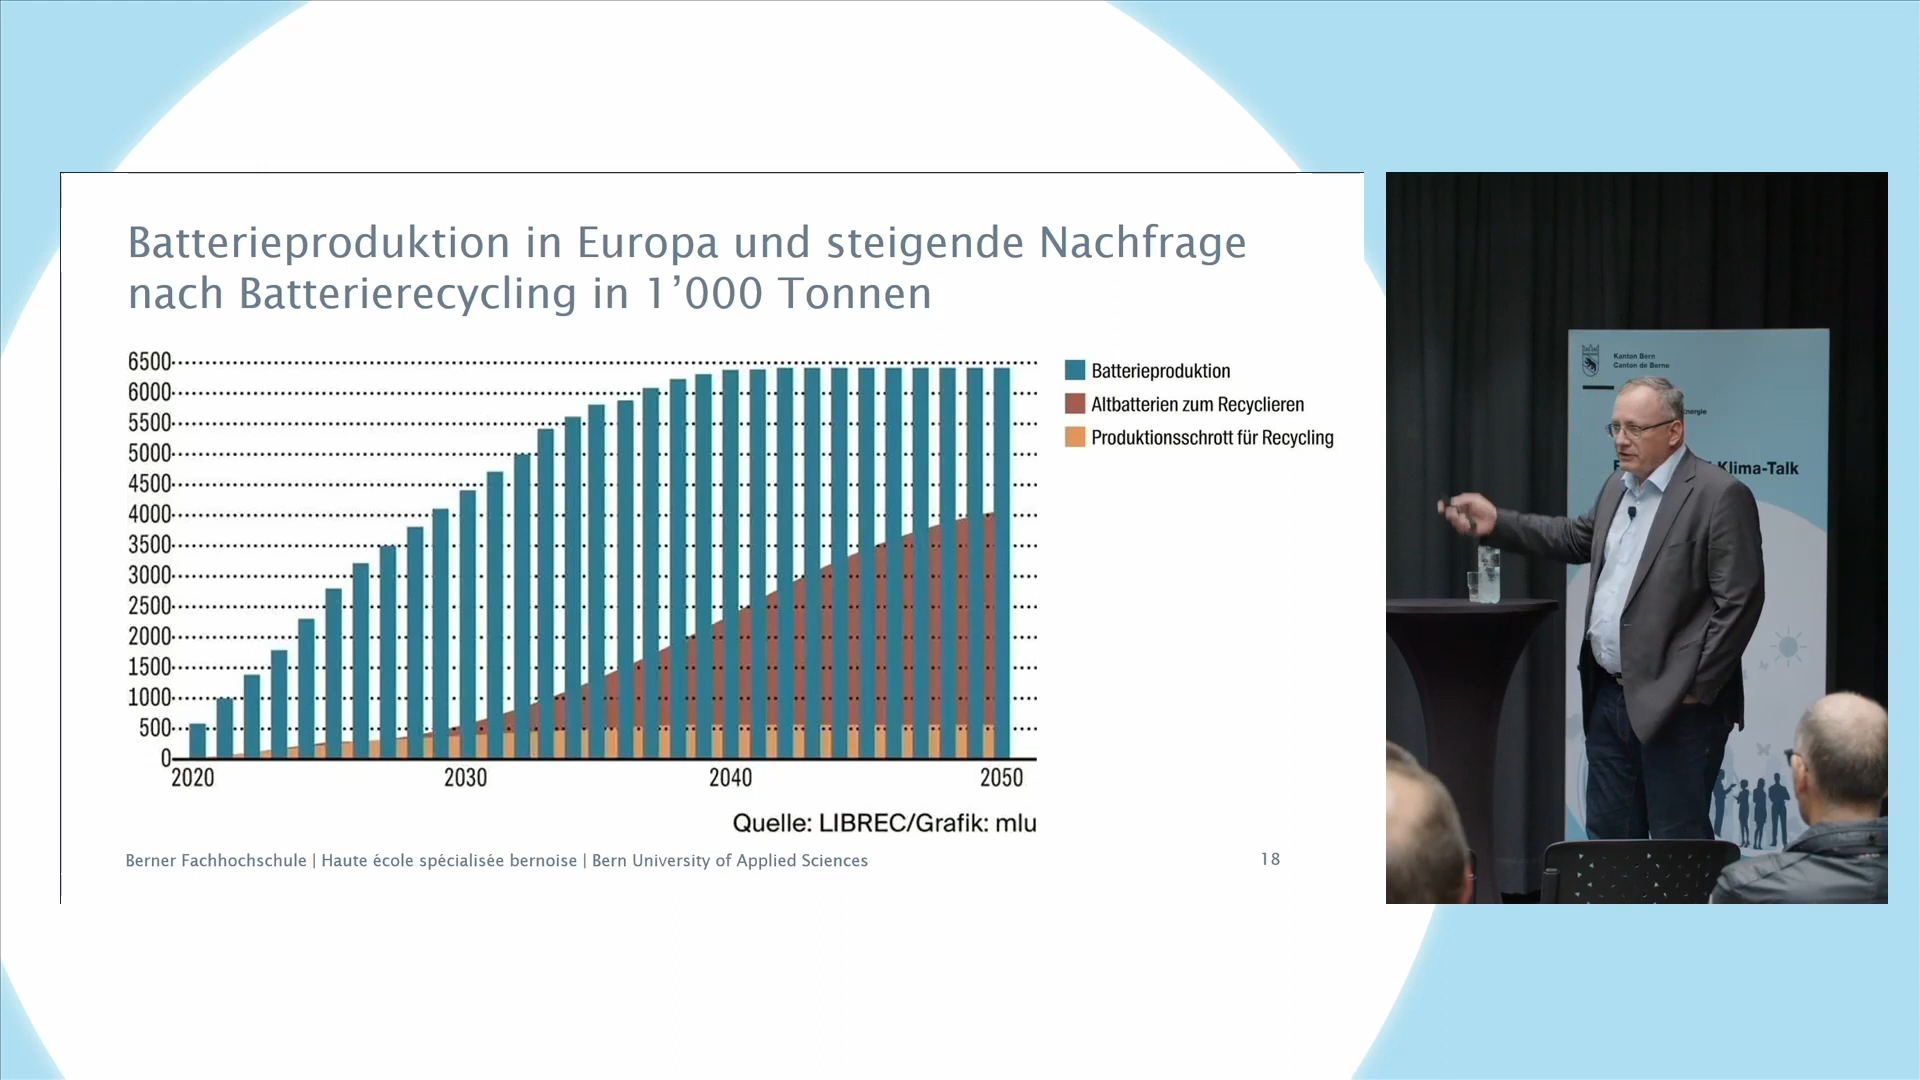 Batterieproduktion in Europa und steigende Nachfrage
nach Batterierecycling in 1’000 Tonnen
6500
6000
5500
5000
4500
4000
3500
3000
2500
2000
1500
1000
500
0
2020
2030
2040
2050
Batterieproduktion
Altbatterien zum Recyclieren
Produktionsschrott für Recycling
Quelle: LIBREC/Grafik: mlu
Berner Fachhochschule | Haute école spécialisée bernoise | Bern University of Applied Sciences
18
Kanton Bern
Canton de Berne
Klima-Talk